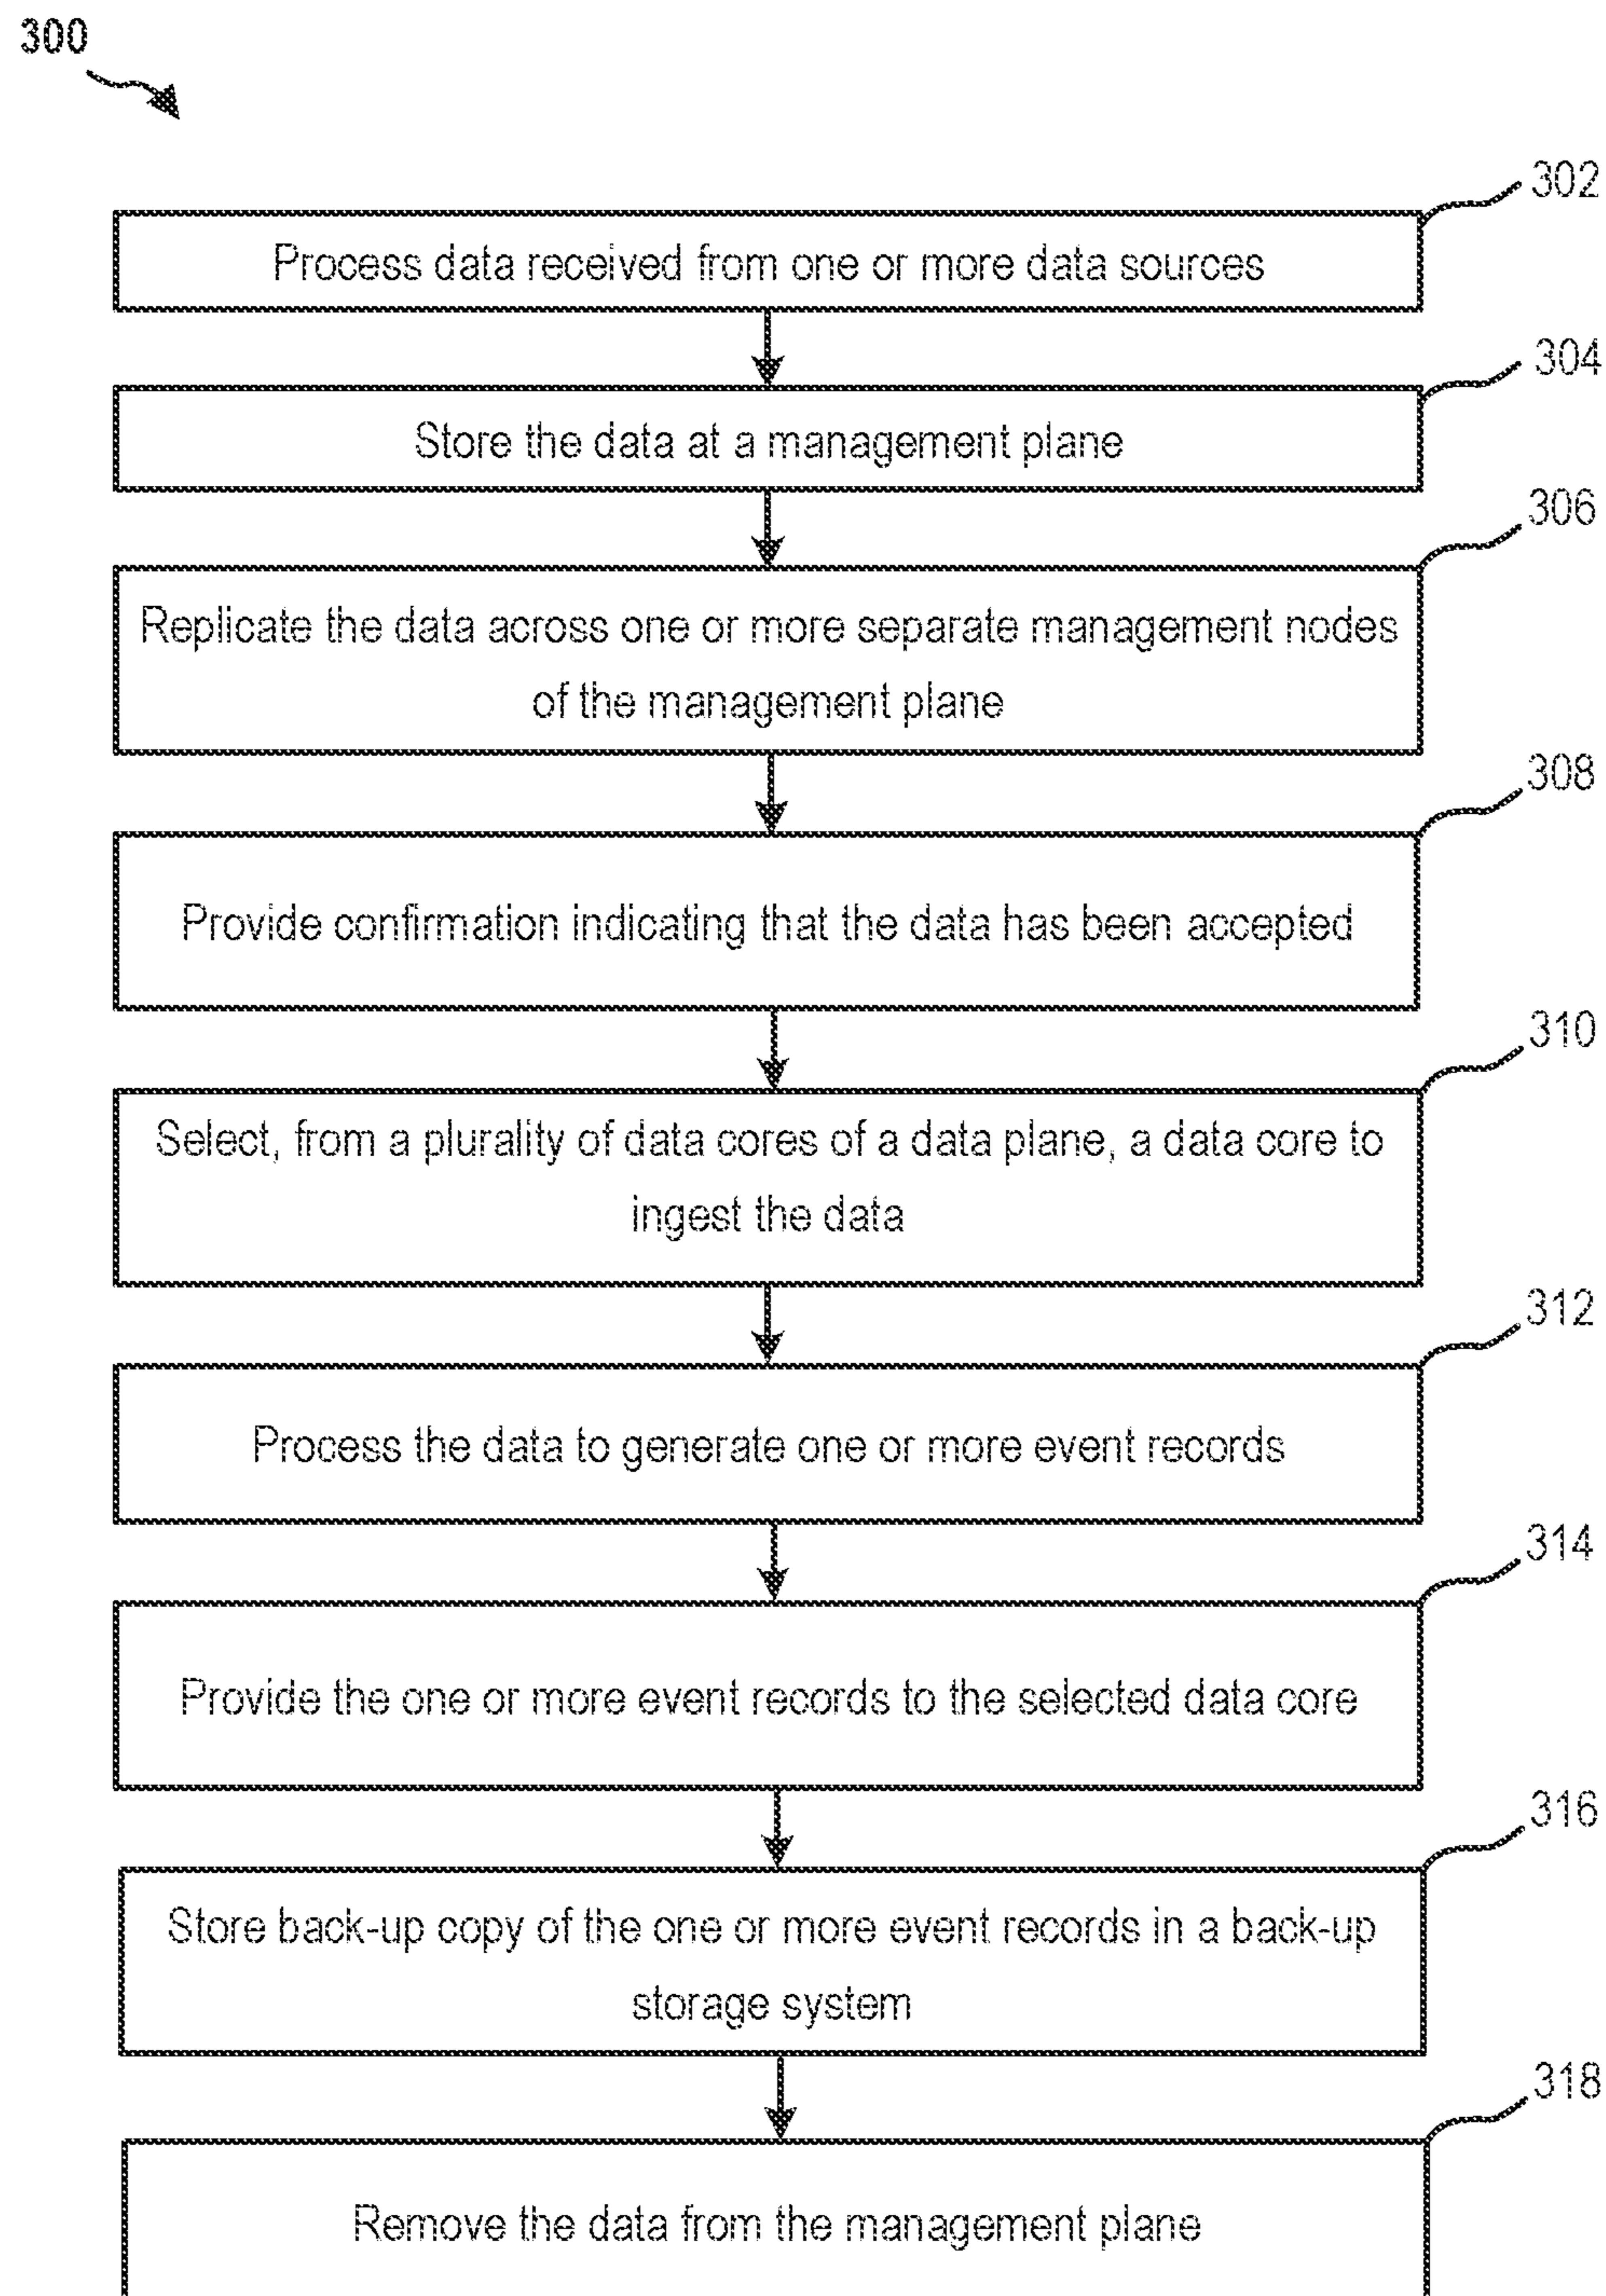 300
302
Process data received from one or more data sources
304
Store the data at a management plane
306
Replicate the data across one or more separate management nodes
of the management plane
308
Provide confirmation indicating that the data has been accepted
310
Select, from a plurality of data cores of a data plane, a data core to
ingest the data
312
Process the data to generate one or more event records
314
Provide the one or more event records to the selected data core
316
Store back-up copy of the one or more event records in a back-up
storage system
318
Remove the data from the management plane